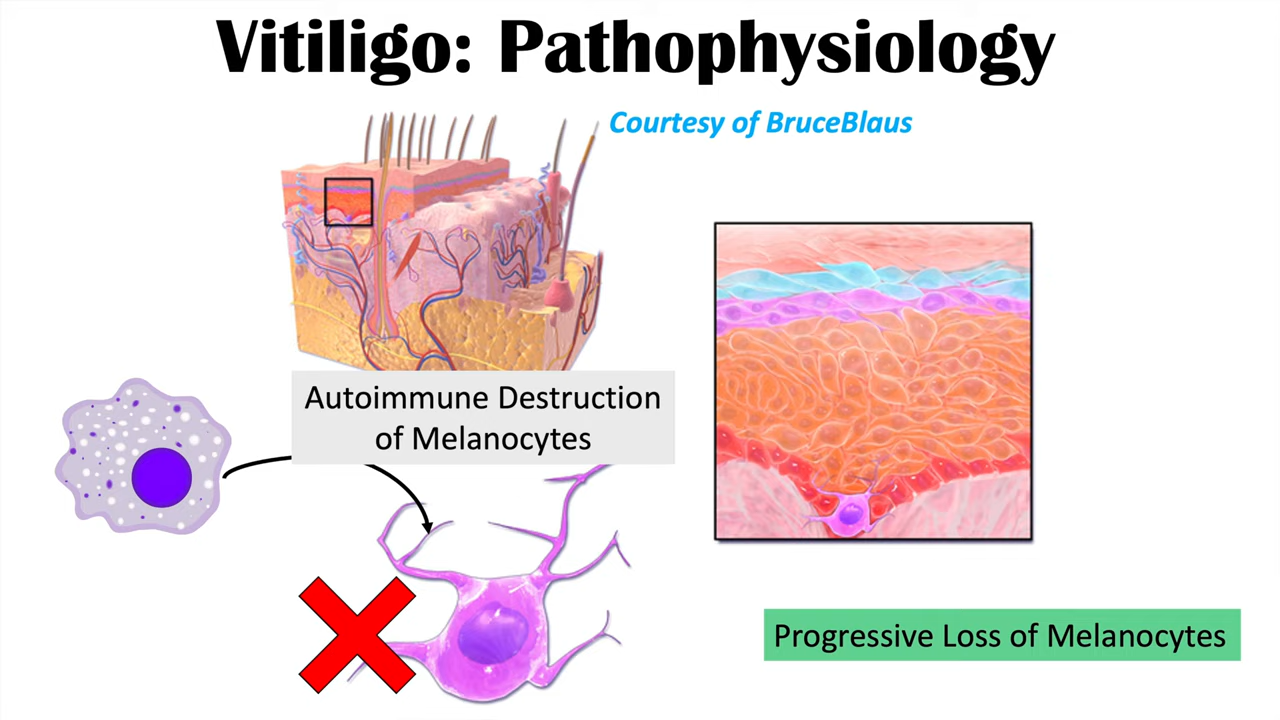 Vitiligo: Pathophysiology
Courtesy of BruceBlaus
Autoimmune Destruction
of Melanocytes
Progressive Loss of Melanocytes